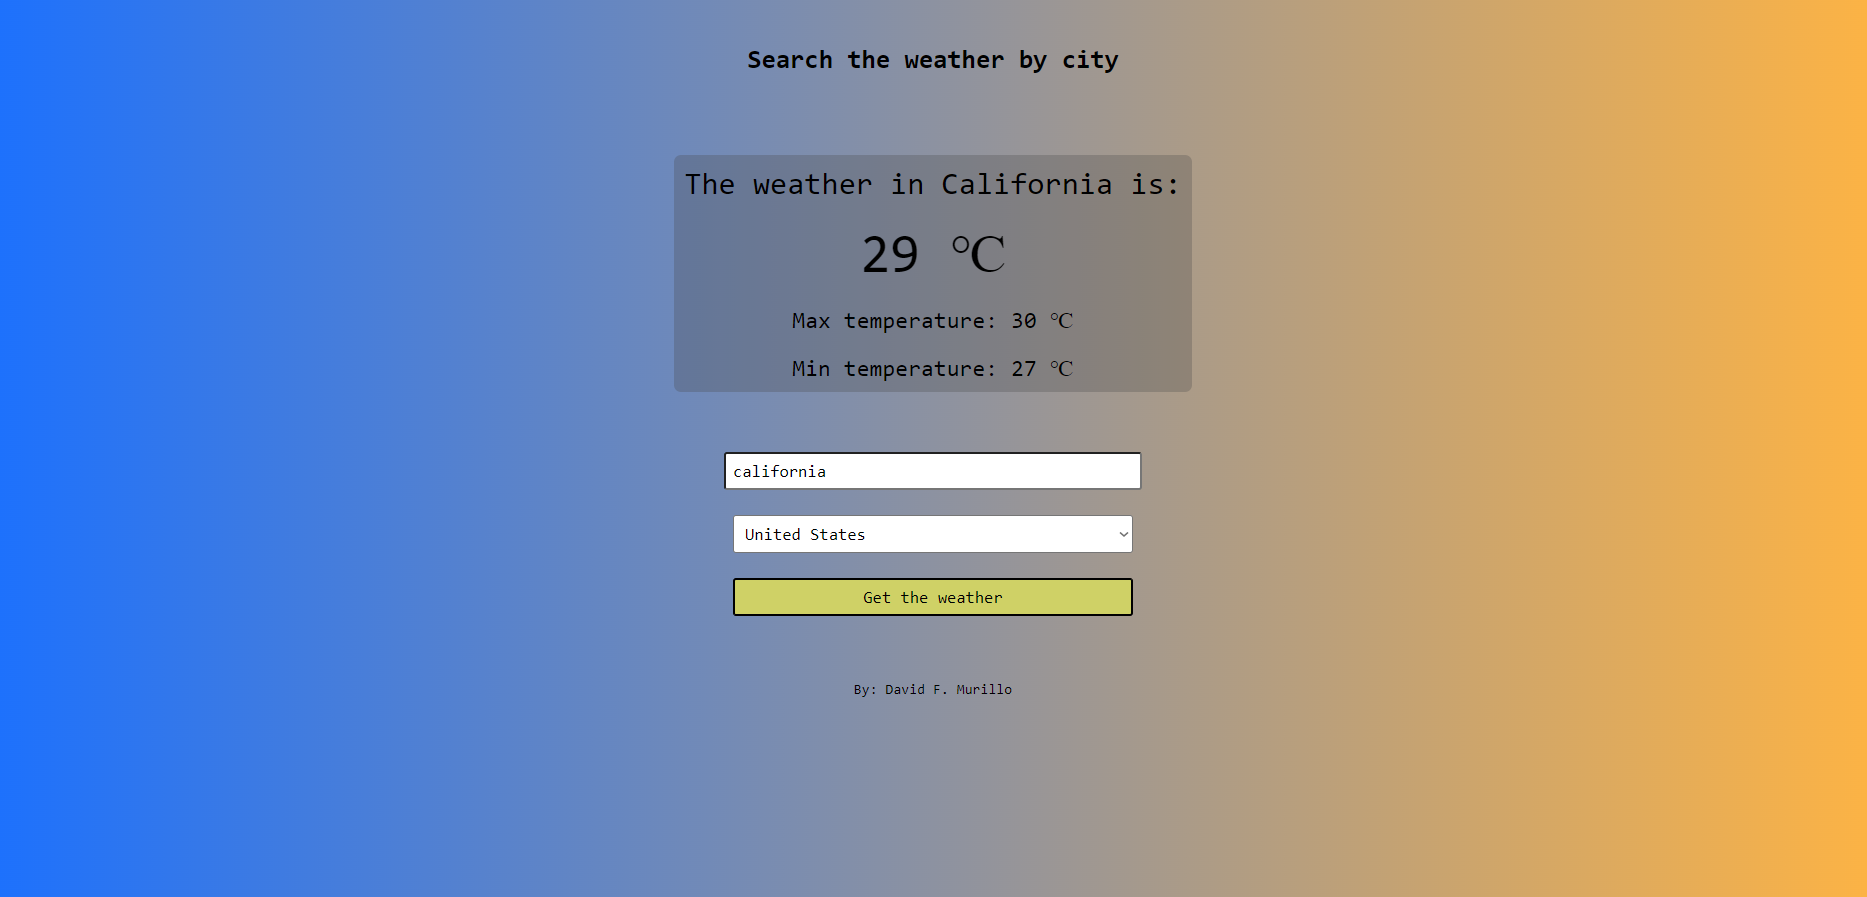 Search the weather by city
The weather in California is:
29 ℃
Max temperature: 30 ℃
Min temperature: 27 ℃
california
United States
Get the weather
By: David F. Murillo